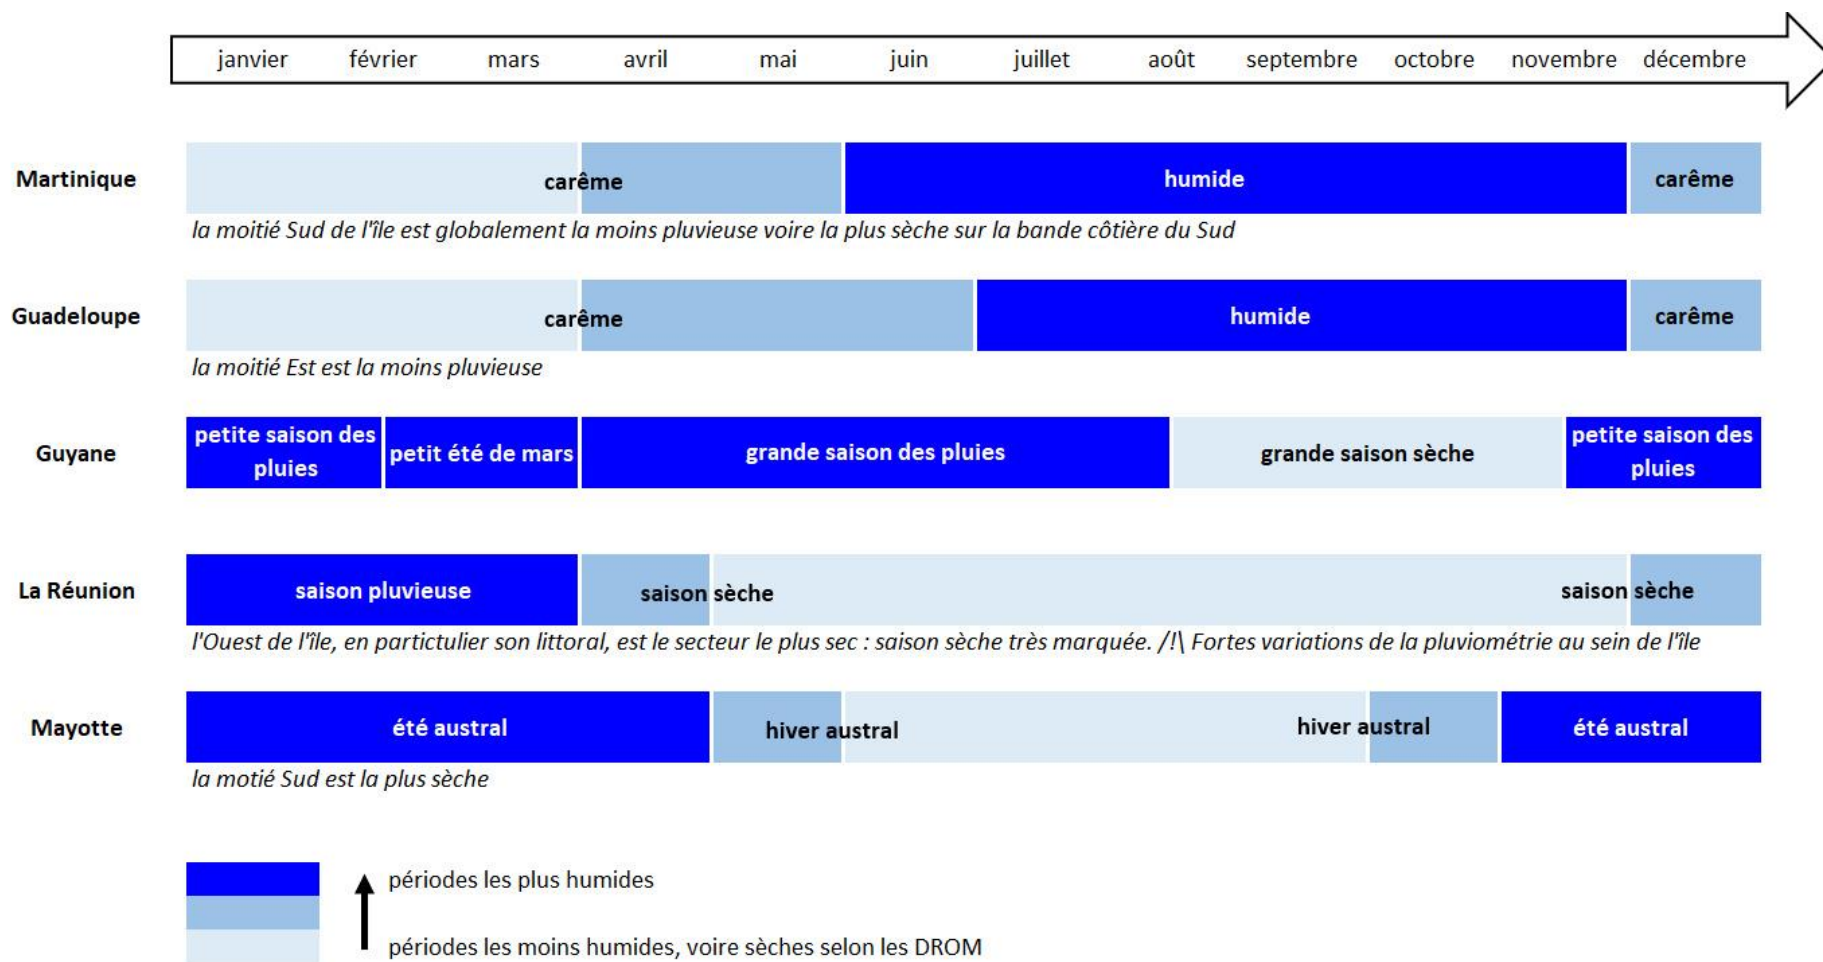 janvier février mars avril mai juin juillet août septembre octobre novembre décembre
Martinique carême humide carême
la moitié Sud de l'île est globalement la moins pluvieuse voire la plus sèche sur la bande côtière du Sud
Guadeloupe carême humide carême
la moitié Est est la moins pluvieuse
Guyane petite saison des petit été de mars grande saison des pluies grande saison sèche petite saison des
pluies pluies
La Réunion saison pluvieuse saison sèche saison sèche
l'Ouest de l'île, en partictulier son littoral, est le secteur le plus sec : saison sèche très marquée. /!\ Fortes variations de la pluviométrie au sein de l'île
Mayotte été austral hiver austral hiver austral été austral
la motié Sud est la plus sèche
périodes les plus humides
périodes les moins humides, voire sèches selon les DROM